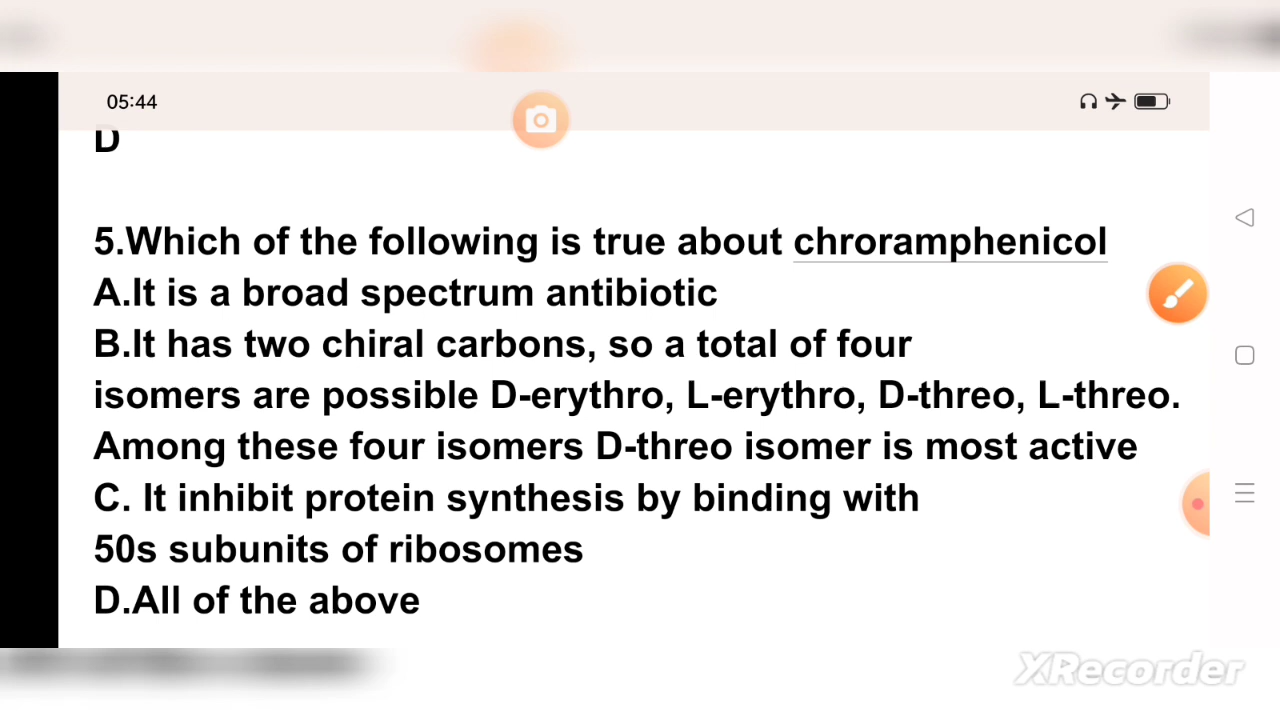 05:44
D
5.Which of the following is true about chroramphenicol
A.It is a broad spectrum antibiotic
B.It has two chiral carbons, so a total of four
isomers are possible D-erythro, L-erythro, D-threo, L-threo.
Among these four isomers D-threo isomer is most active
C. It inhibit protein synthesis by binding with
50s subunits of ribosomes
D.All of the above
XRecorder